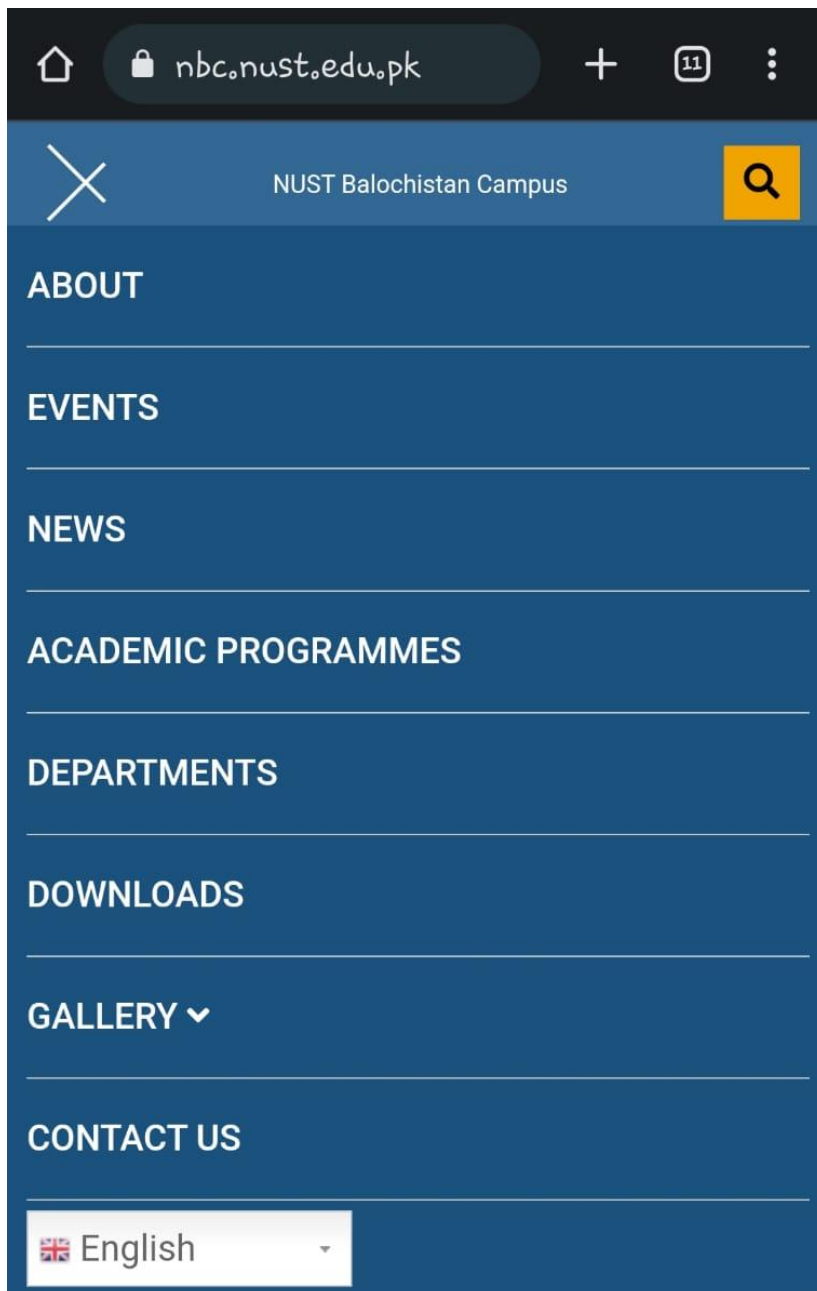 nbc.nust.edu.pk
11
NUST Balochistan Campus
ABOUT
EVENTS
NEWS
ACADEMIC PROGRAMMES
DEPARTMENTS
DOWNLOADS
GALLERY
CONTACT US
English